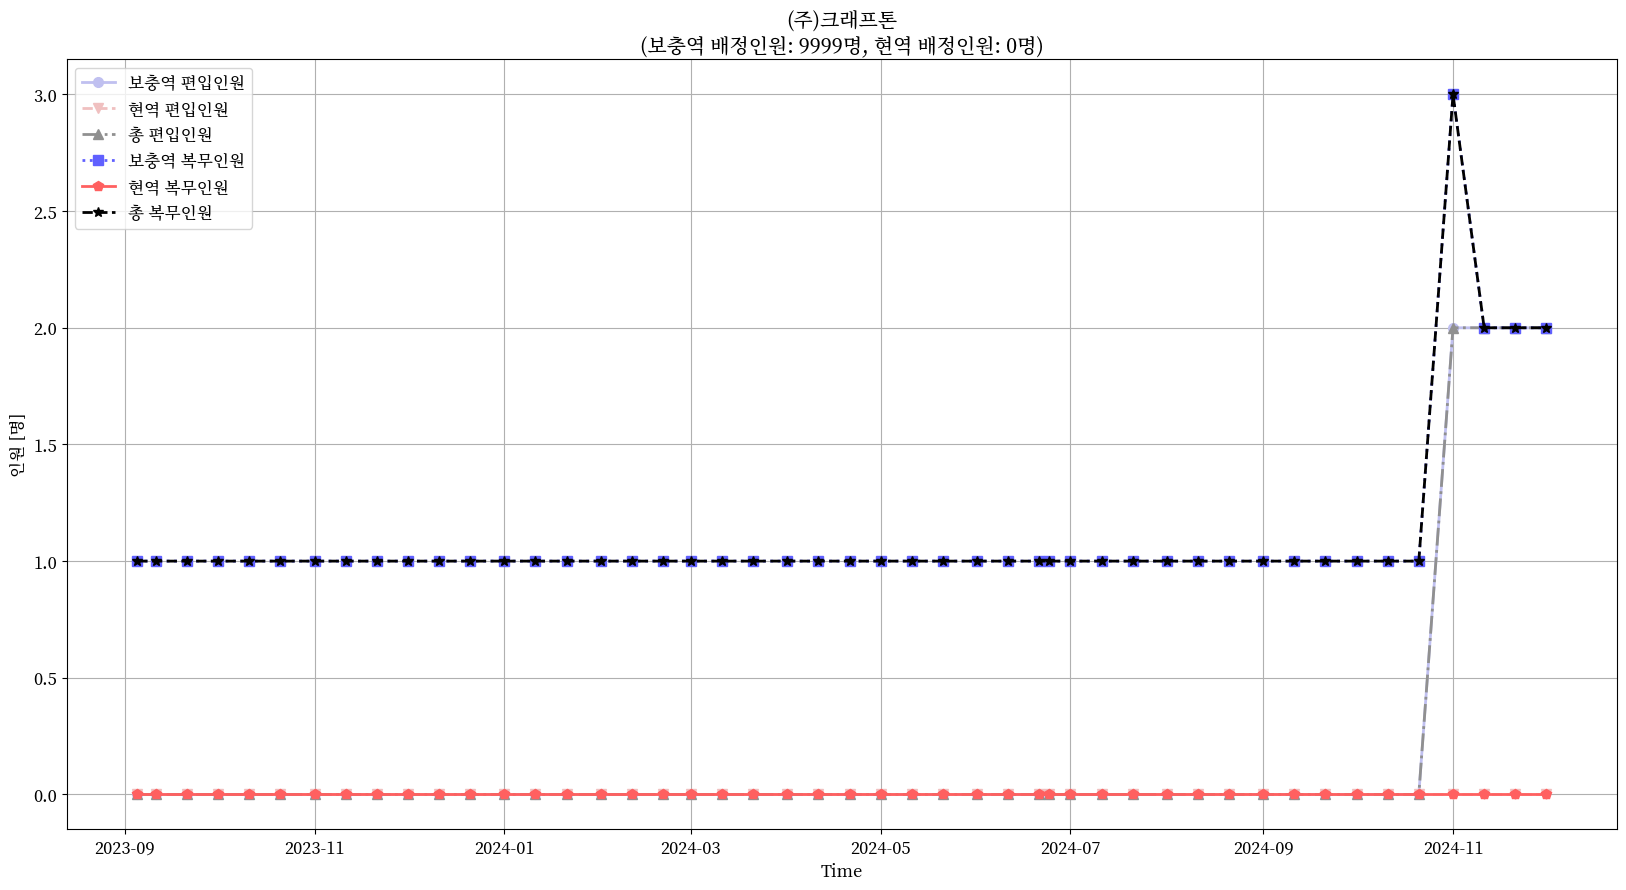 (주)크래프톤
(보충역 배정인원: 9999명, 현역 배정인원: 0명)
보충역 편입인원
현역 편입인원
총 편입인원
보충역 복무인원
현역 복무인원
총 복무인원
인원 [명]
3.0
2.5
2.0
1.5
1.0
0.5
0.0
2023-09 2023-11 2024-01 2024-03 2024-05 2024-07 2024-09 2024-11
Time